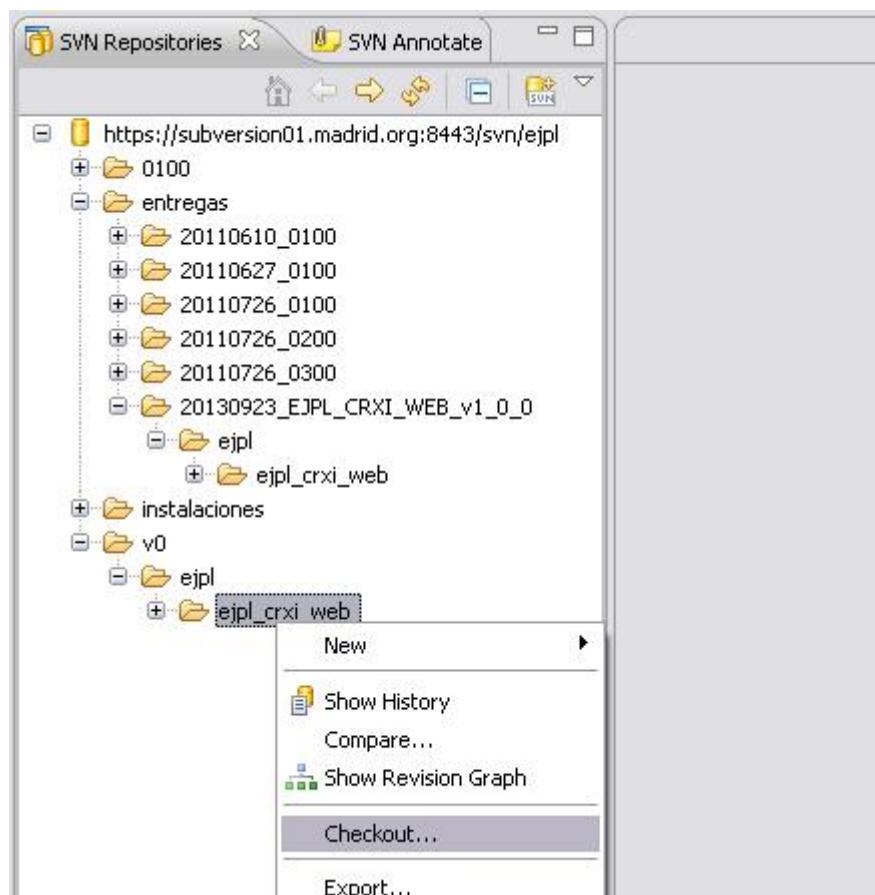 SVN Repositories SVN Annotate
SVN
https://subversion01.madrid.org:8443/svn/ejpl
0100
entregas
20110610_0100
20110627_0100
20110726_0100
20110726_0200
20110726_0300
20130923_EJPL_CRXI_WEB_v1_0_0
ejpl
ejpl_crxi_web
instalaciones
v0
ejpl
ejpl_crxi_web
New
Show History
Compare...
Show Revision Graph
Checkout...
Export...